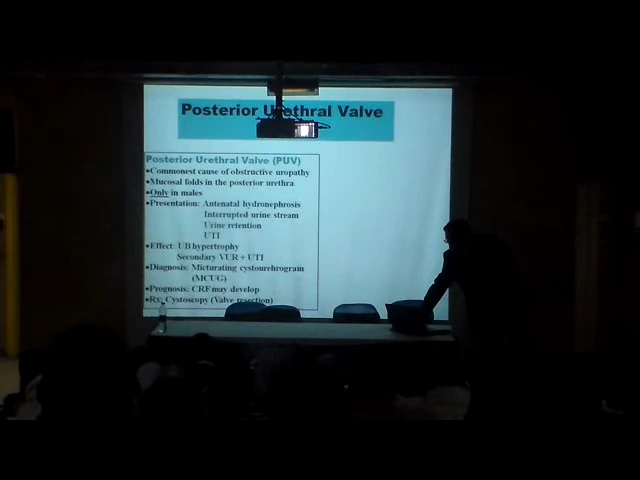 Posterior Urethral Valve
Posterior Urethral Valve (PUV)
•Commonest cause of obstructive uropathy
•Mucosal folds in the posterior urethra
•Only in males
•Presentation: Antenatal hydronephrosis
Interrupted urine stream
Urine retention
UTI
•Effect: UB hypertrophy
Secondary VUR + UTI
•Diagnosis: Micturating cystourehrogram
(MCUG)
•Prognosis: CRF may develop
•Rx: Cystoscopy (Valve resection)